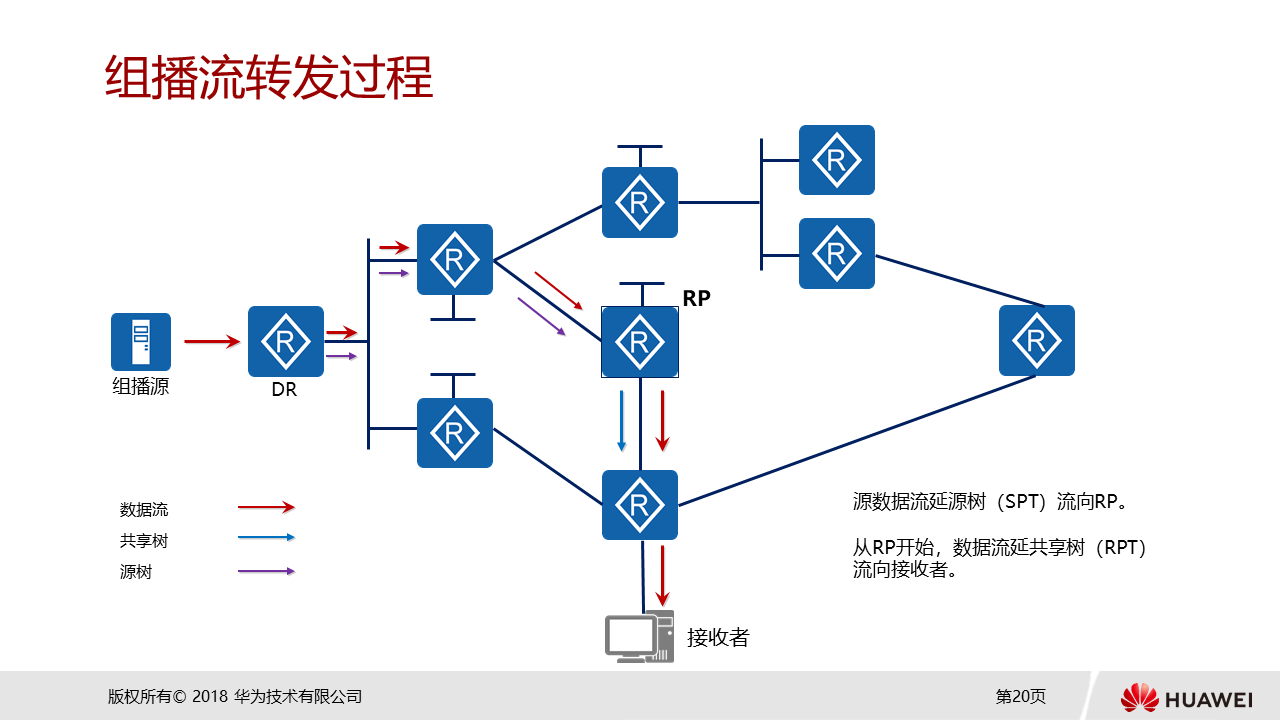 组播流转发过程
R
R
R
RP
R
R
R
R
组播源
DR
R
R
数据流
共享树
源树
源数据流延源树（SPT）流向RP。
从RP开始，数据流延共享树（RPT）
流向接收者。
接收者
版权所有© 2018 华为技术有限公司
第20页
HUAWEI